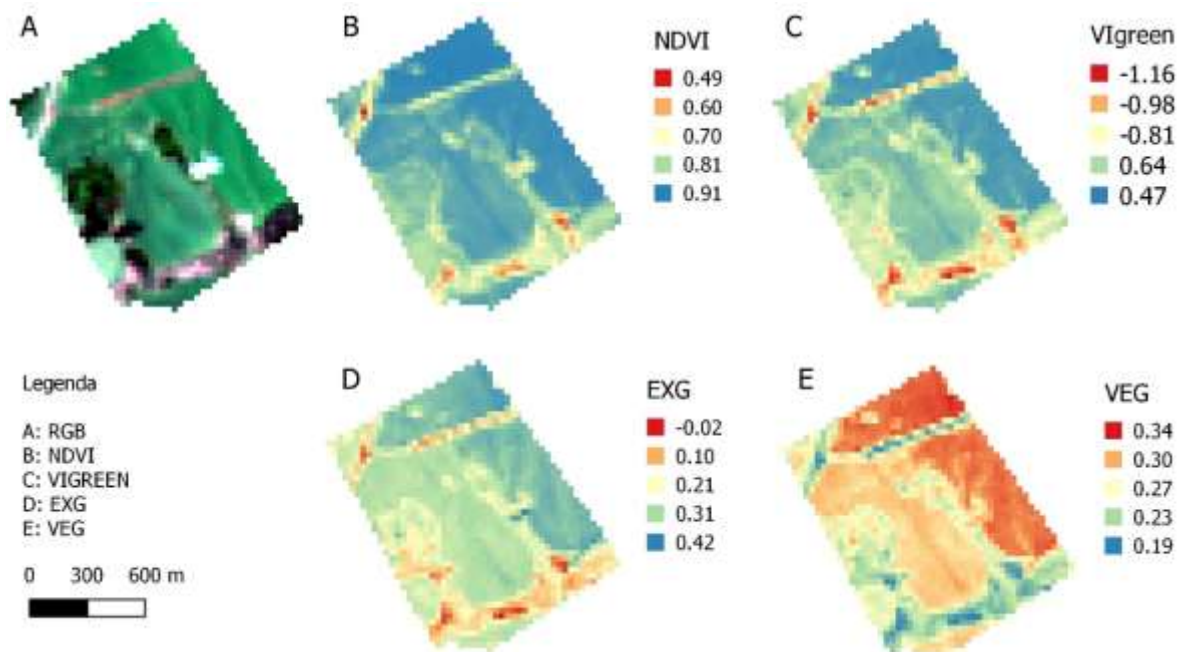 A
B
NDVI
0.49
0.60
0.70
0.81
0.91
C
VIgreen
-1.16
-0.98
-0.81
0.64
0.47
Legenda
A: RGB
B: NDVI
C: VIGREEN
D: EXG
E: VEG
0 300 600 m
D
EXG
-0.02
0.10
0.21
0.31
0.42
E
VEG
0.34
0.30
0.27
0.23
0.19